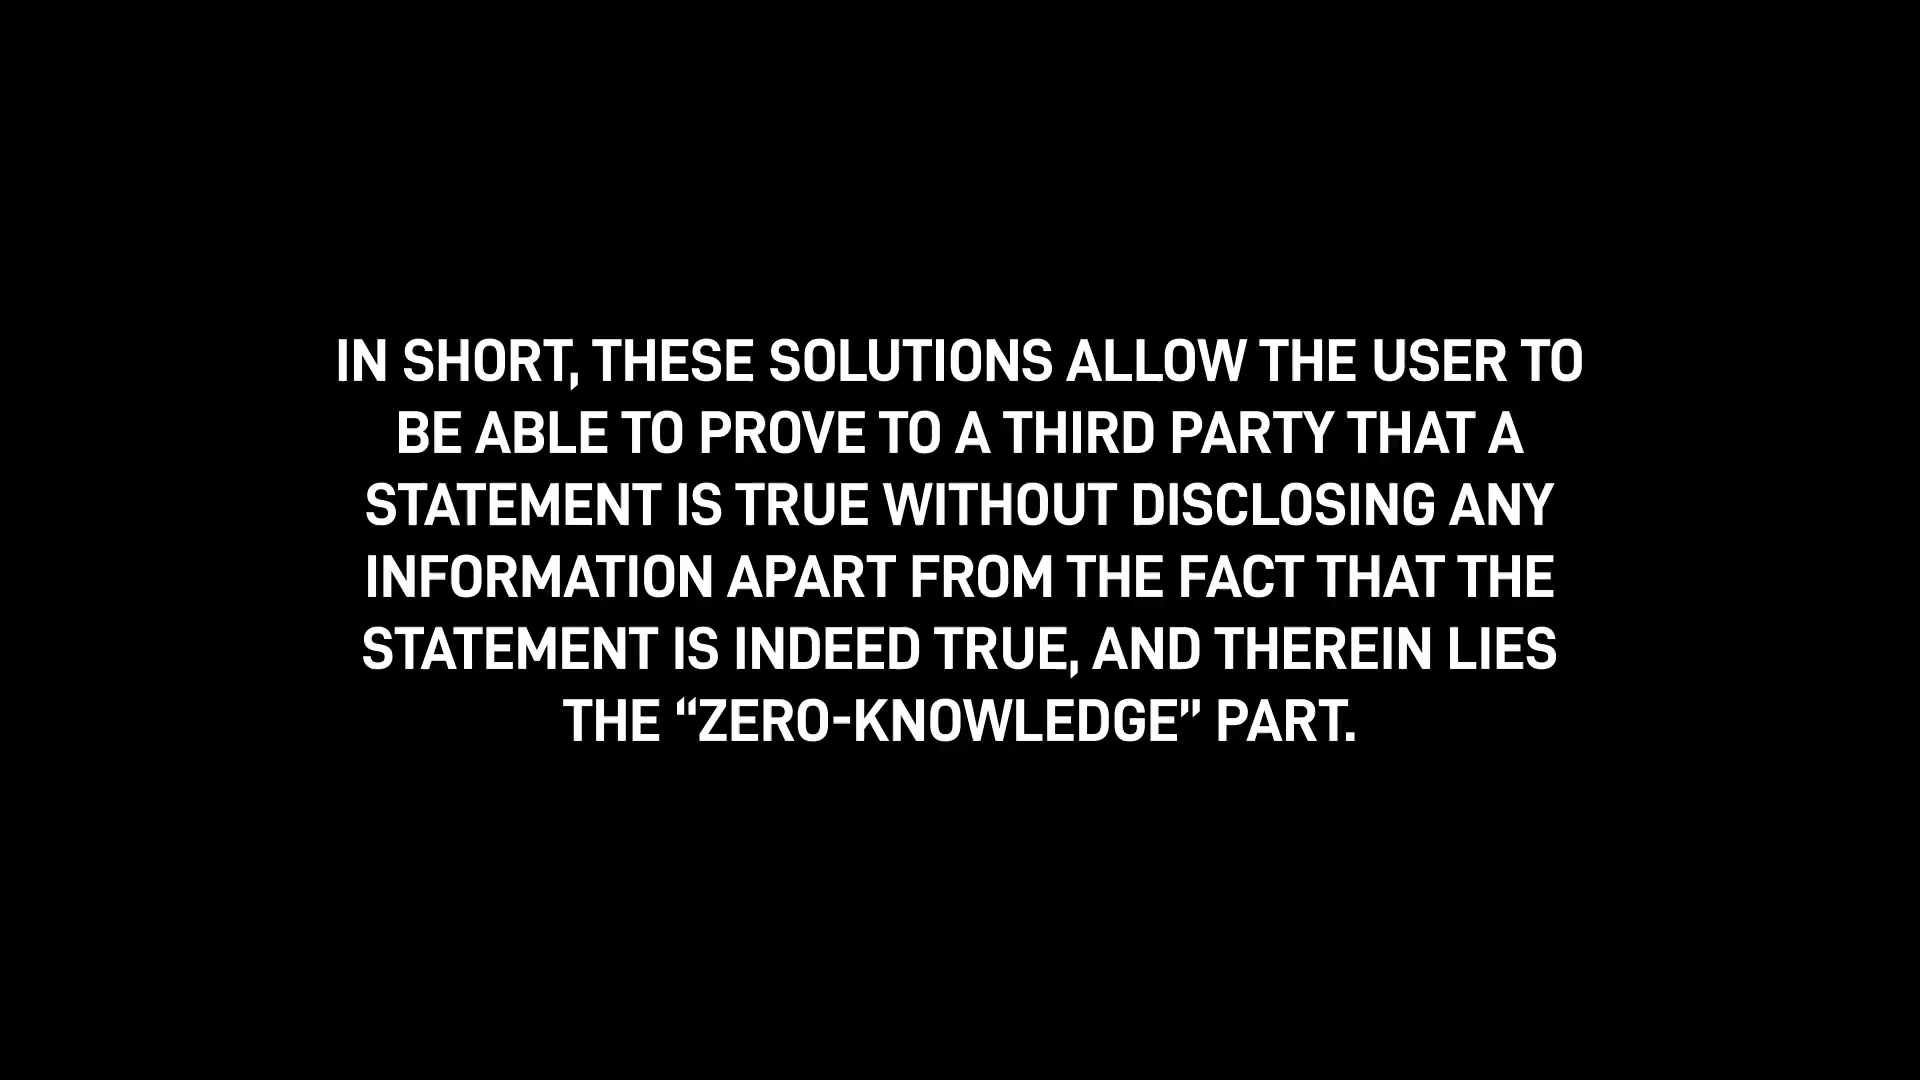 IN SHORT, THESE SOLUTIONS ALLOW THE USER TO
BE ABLE TO PROVE TO A THIRD PARTY THAT A
STATEMENT IS TRUE WITHOUT DISCLOSING ANY
INFORMATION APART FROM THE FACT THAT THE
STATEMENT IS INDEED TRUE, AND THEREIN LIES
THE “ZERO-KNOWLEDGE” PART.